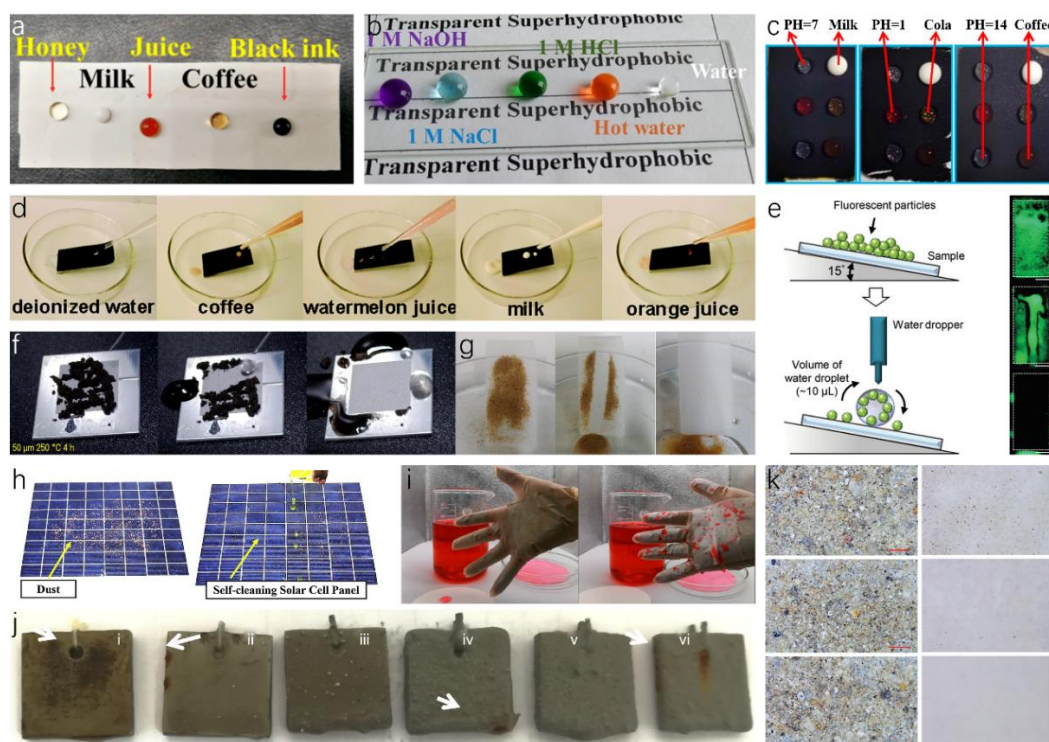 a
Honey
Juice
Black ink
Milk
Coffee
b
Transparent Superhydrophobic
1 M NaOH
Transparent Superhydrophobic
1 M HCl
Water
Transparent Superhydrophobic
1 M NaCl
Hot water
Transparent Superhydrophobic
c
PH=7
Milk
PH=1
Cola
PH=14
Coffee
d
deionized water
coffee
watermelon juice
milk
orange juice
e
Fluorescent particles
Sample
15°
Water dropper
Volume of
water droplet
(~10 μL)
f
50 μm 250 °C 4 h
g
h
Dust
Self-cleaning Solar Cell Panel
i
j
i
ii
iii
iv
v
vi
k